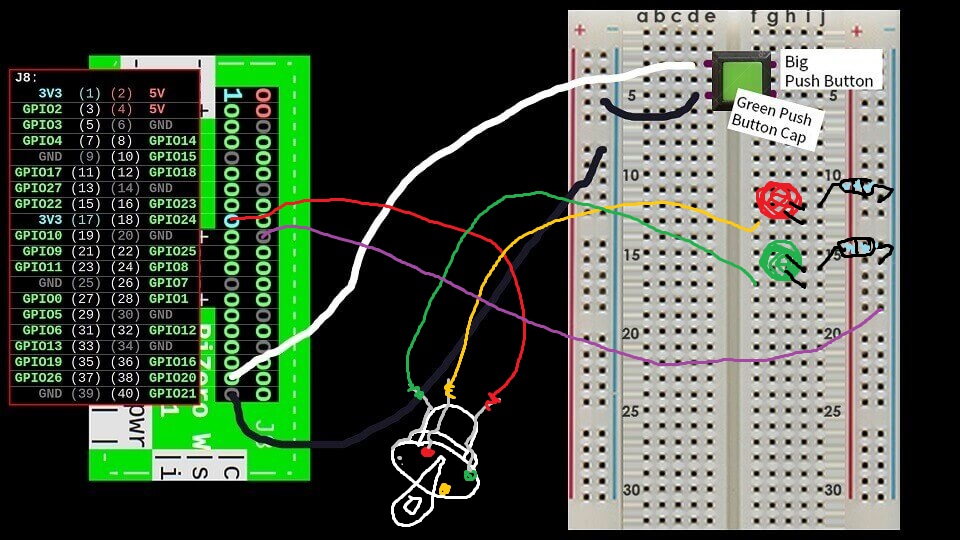 J8:
3V3 (1) (2) 5V
GPIO2 (3) (4) 5V
GPIO3 (5) (6) GND
GPIO4 (7) (8) GPIO14
GND (9) (10) GPIO15
GPIO17 (11) (12) GPIO18
GPIO27 (13) (14) GND
GPIO22 (15) (16) GPIO23
3V3 (17) (18) GPIO24
GPIO10 (19) (20) GND
GPIO9 (21) (22) GPIO25
GPIO11 (23) (24) GPIO8
GND (25) (26) GPIO7
GPIO0 (27) (28) GPIO1
GPIO5 (29) (30) GND
GPIO6 (31) (32) GPIO12
GPIO13 (33) (34) GND
GPIO19 (35) (36) GPIO16
GPIO26 (37) (38) GPIO20
GND (39) (40) GPIO21
1
Pizero W
1
J8
pwr
i
S
C
a b c d e f g h i j
+ − − +
Big
Push Button
Green Push
Button Cap
5 5
10 10
15 15
20 20
25 25
30 30